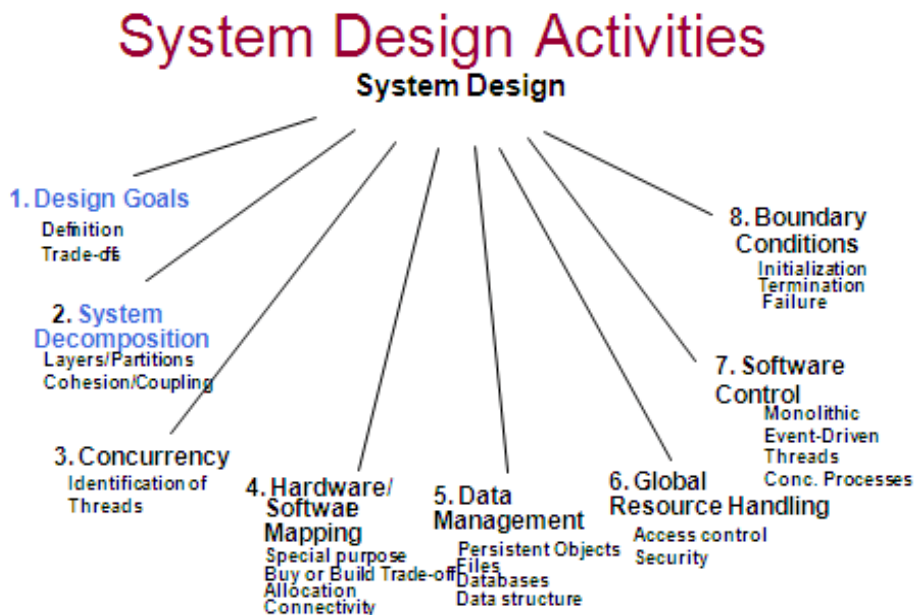 System Design Activities
System Design
1. Design Goals
Definition
Trade-offs
2. System
Decomposition
Layers/Partitions
Cohesion/Coupling
3. Concurrency
Identification of
Threads
4. Hardware/
Software
Mapping
Special purpose
Buy or Build Trade-off
Allocation
Connectivity
5. Data
Management
Persistent Objects
Files
Databases
Data structure
6. Global
Resource Handling
Access control
Security
7. Software
Control
Monolithic
Event-Driven
Threads
Conc. Processes
8. Boundary
Conditions
Initialization
Termination
Failure